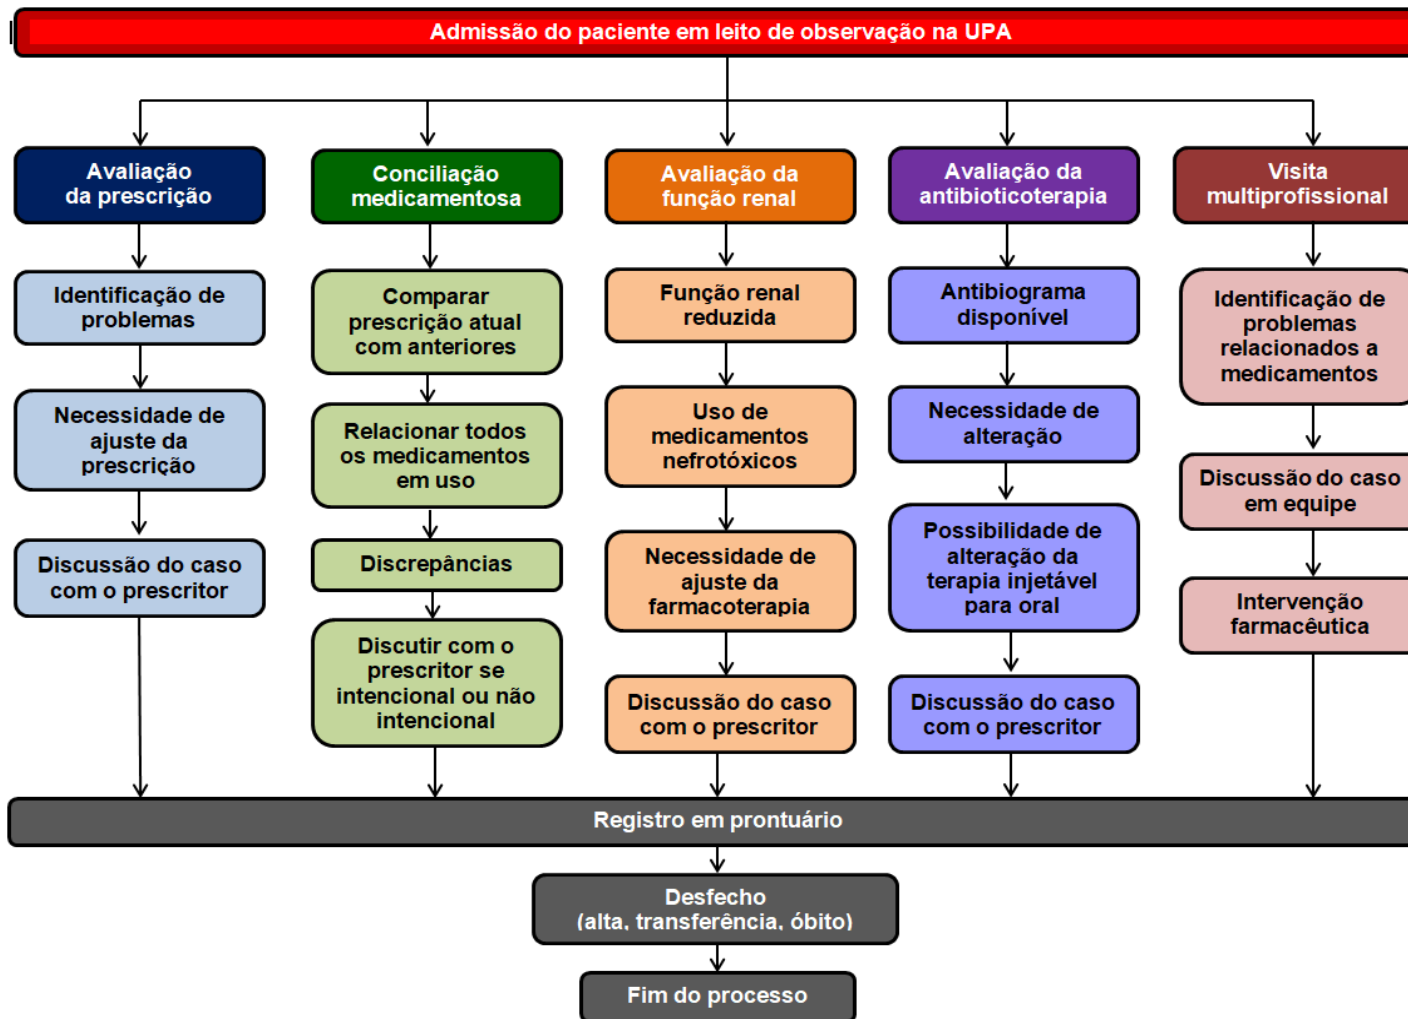 Admissão do paciente em leito de observação na UPA
Avaliação
da prescrição
Identificação de
problemas
Necessidade de
ajuste da
prescrição
Discussão do caso
com o prescritor
Conciliação
medicamentosa
Comparar
prescrição atual
com anteriores
Relacionar todos
os medicamentos
em uso
Discrepâncias
Discutir com o
prescritor se
intencional ou não
intencional
Avaliação da
função renal
Função renal
reduzida
Uso de
medicamentos
nefrotóxicos
Necessidade de
ajuste da
farmacoterapia
Discussão do caso
com o prescritor
Avaliação da
antibioticoterapia
Antibiograma
disponível
Necessidade de
alteração
Possibilidade de
alteração da
terapia injetável
para oral
Discussão do caso
com o prescritor
Visita
multiprofissional
Identificação de
problemas
relacionados a
medicamentos
Discussão do caso
em equipe
Intervenção
farmacêutica
Registro em prontuário
Desfecho
(alta, transferência, óbito)
Fim do processo